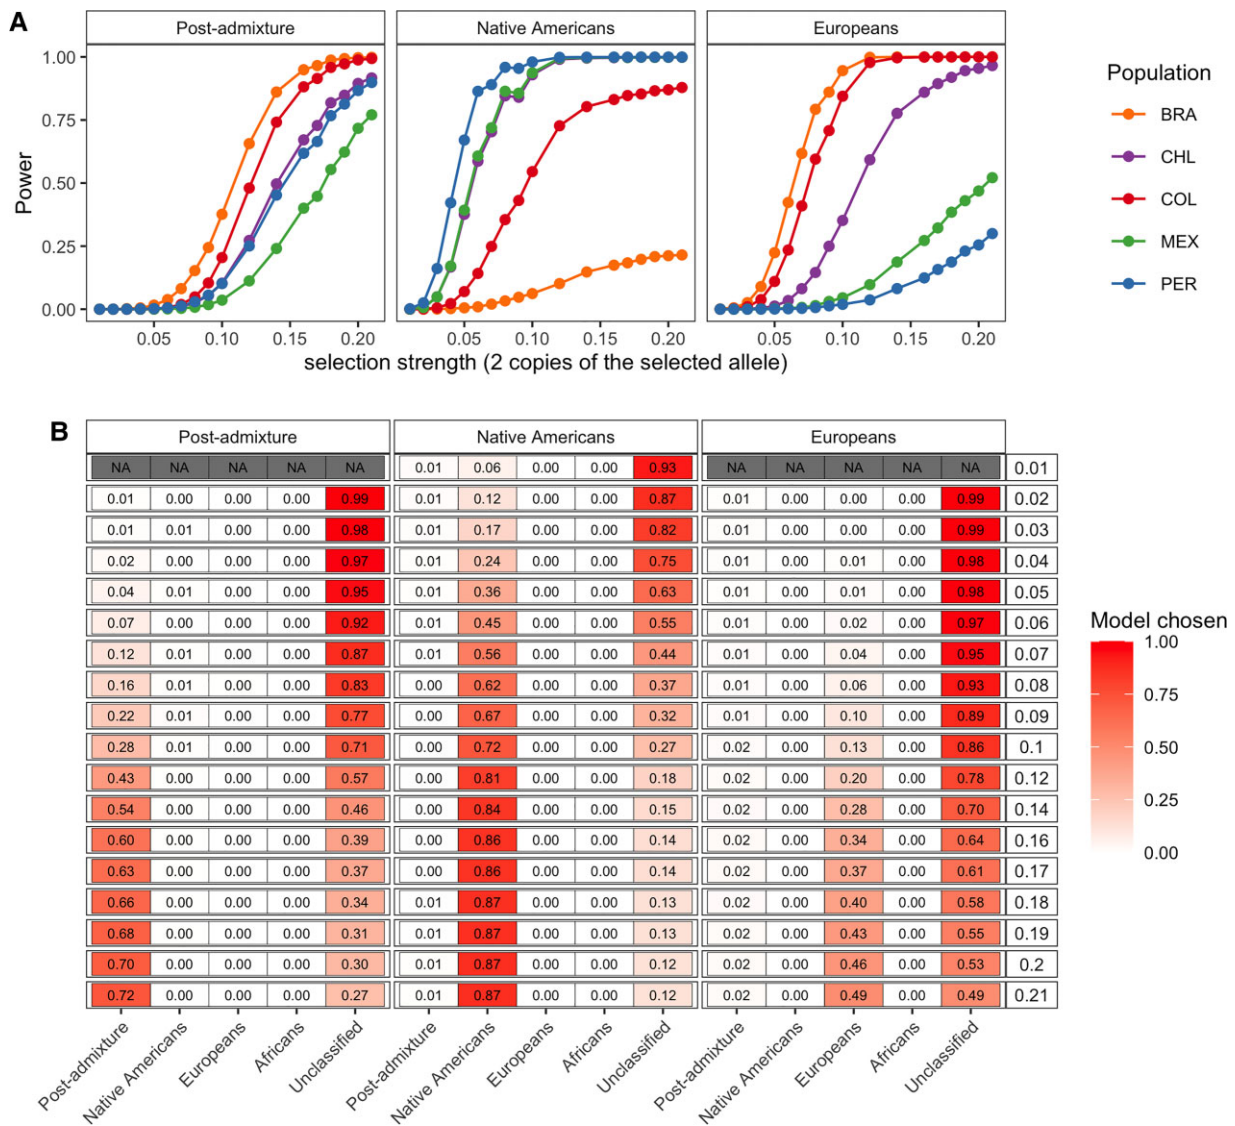 A
Post-admixture Native Americans Europeans
1.00
0.75
0.50
0.25
0.00
Power
0.05 0.10 0.15 0.20 0.05 0.10 0.15 0.20 0.05 0.10 0.15 0.20
selection strength (2 copies of the selected allele)
Population
BRA
CHL
COL
MEX
PER
B
Post-admixture Native Americans Europeans
NA NA NA NA NA 0.01 0.06 0.00 0.00 0.93 NA NA NA NA NA 0.01
0.01 0.00 0.00 0.00 0.99 0.01 0.12 0.00 0.00 0.87 0.01 0.00 0.00 0.00 0.99 0.02
0.01 0.01 0.00 0.00 0.98 0.01 0.17 0.00 0.00 0.82 0.01 0.00 0.00 0.00 0.99 0.03
0.02 0.00 0.00 0.00 0.97 0.01 0.24 0.00 0.00 0.75 0.01 0.00 0.01 0.00 0.98 0.04
0.04 0.01 0.00 0.00 0.95 0.01 0.36 0.00 0.00 0.63 0.01 0.00 0.01 0.00 0.98 0.05
0.07 0.01 0.00 0.00 0.92 0.01 0.45 0.00 0.00 0.55 0.01 0.00 0.02 0.00 0.97 0.06
0.12 0.01 0.00 0.00 0.87 0.01 0.56 0.00 0.00 0.44 0.01 0.00 0.04 0.00 0.95 0.07
0.16 0.01 0.00 0.00 0.83 0.00 0.62 0.00 0.00 0.37 0.01 0.00 0.06 0.00 0.93 0.08
0.22 0.01 0.00 0.00 0.77 0.00 0.67 0.00 0.00 0.32 0.01 0.00 0.10 0.00 0.89 0.09
0.28 0.01 0.00 0.00 0.71 0.00 0.72 0.00 0.00 0.27 0.02 0.00 0.13 0.00 0.86 0.1
0.43 0.00 0.00 0.00 0.57 0.00 0.81 0.00 0.00 0.18 0.02 0.00 0.20 0.00 0.78 0.12
0.54 0.00 0.00 0.00 0.46 0.00 0.84 0.00 0.00 0.15 0.02 0.00 0.28 0.00 0.70 0.14
0.60 0.00 0.00 0.00 0.39 0.00 0.86 0.00 0.00 0.14 0.02 0.00 0.34 0.00 0.64 0.16
0.63 0.00 0.00 0.00 0.37 0.00 0.86 0.00 0.00 0.14 0.02 0.00 0.37 0.00 0.61 0.17
0.66 0.00 0.00 0.00 0.34 0.01 0.87 0.00 0.00 0.13 0.02 0.00 0.40 0.00 0.58 0.18
0.68 0.00 0.00 0.00 0.31 0.01 0.87 0.00 0.00 0.13 0.02 0.00 0.43 0.00 0.55 0.19
0.70 0.00 0.00 0.00 0.30 0.01 0.87 0.00 0.00 0.12 0.02 0.00 0.46 0.00 0.53 0.2
0.72 0.00 0.00 0.00 0.27 0.01 0.87 0.00 0.00 0.12 0.02 0.00 0.49 0.00 0.49 0.21
Post-admixture Native Americans Europeans Africans Unclassified Post-admixture Native Americans Europeans Africans Unclassified Post-admixture Native Americans Europeans Africans Unclassified
Model chosen
1.00
0.75
0.50
0.25
0.00